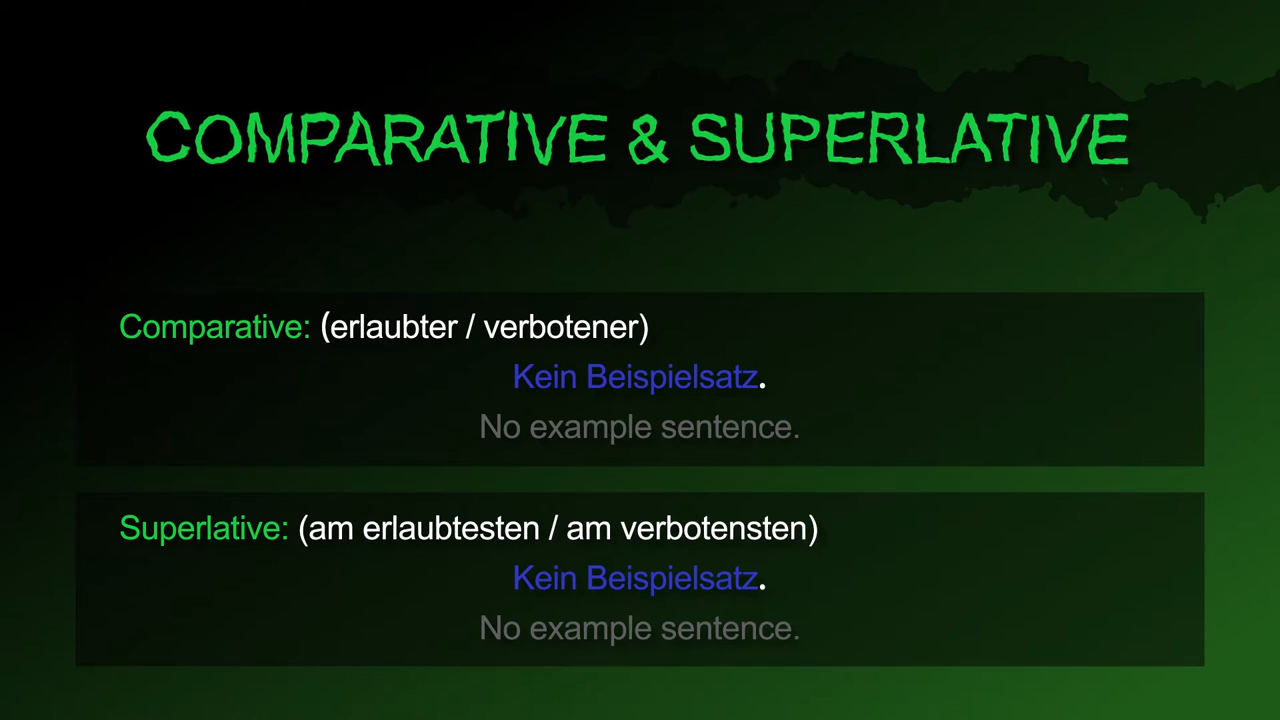 COMPARATIVE & SUPERLATIVE
Comparative: (erlaubter / verbotener)
Kein Beispielsatz.
No example sentence.
Superlative: (am erlaubtesten / am verbotensten)
Kein Beispielsatz.
No example sentence.